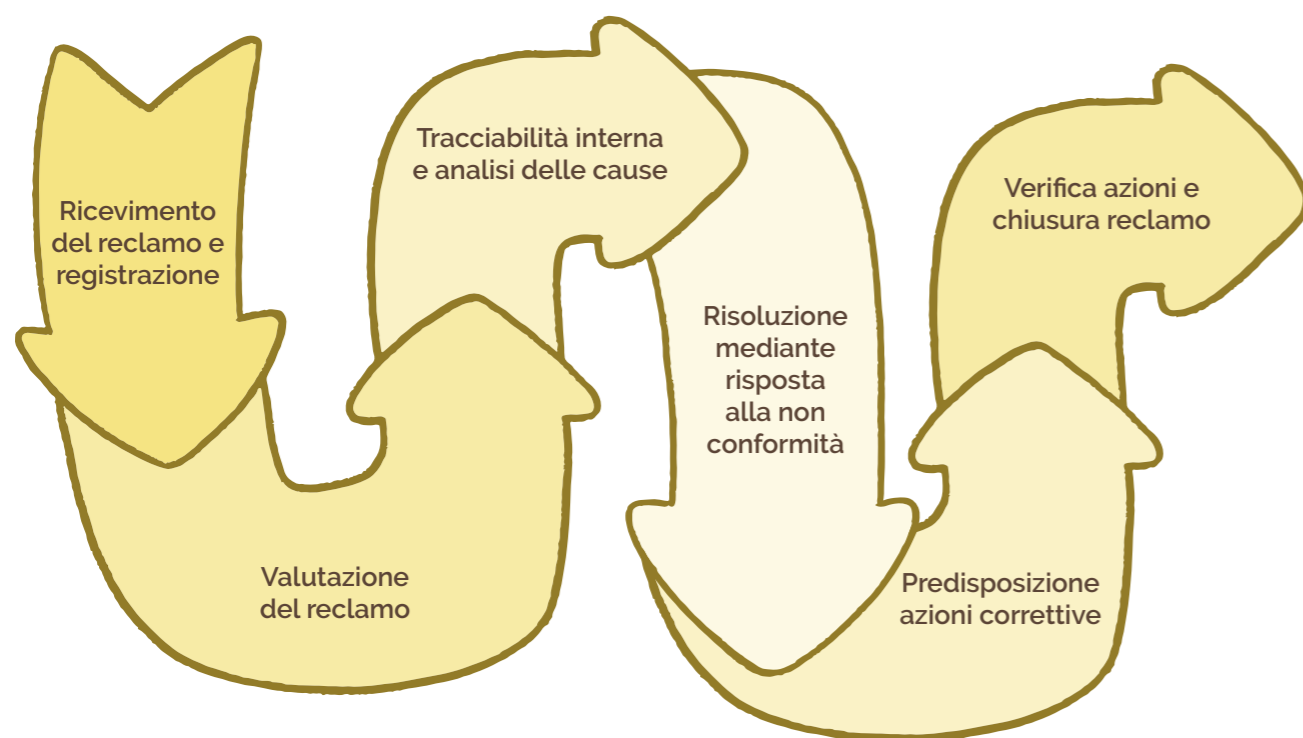 Ricevimento
del reclamo e
registrazione
Valutazione
del reclamo
Tracciabilità interna
e analisi delle cause
Risoluzione
mediante
risposta
alla non
conformità
Predisposizione
azioni correttive
Verifica azioni e
chiusura reclamo